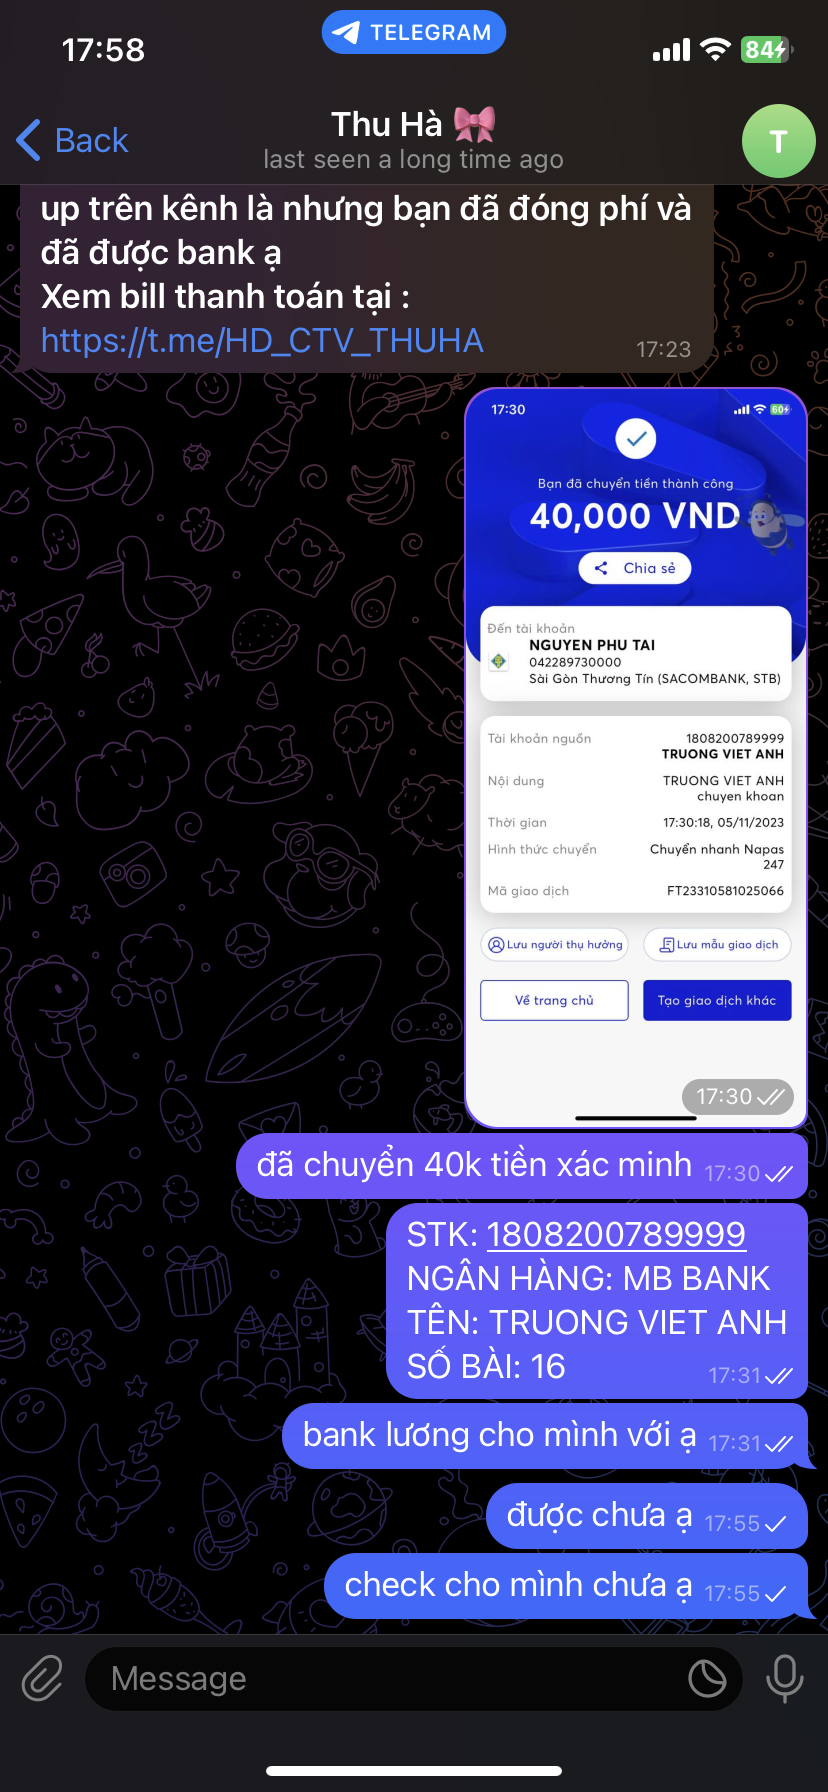 17:58
TELEGRAM
84
Back
Thu Hà
last seen a long time ago
T
up trên kênh là nhưng bạn đã đóng phí và
đã được bank ạ
Xem bill thanh toán tại :
https://t.me/HD_CTV_THUHA
17:23
17:30
60
Bạn đã chuyển tiền thành công
40,000 VND
Chia sẻ
Đến tài khoản
NGUYEN PHU TAI
042289730000
Sài Gòn Thương Tín (SACOMBANK, STB)
Tài khoản nguồn
1808200789999
TRUONG VIET ANH
Nội dung
TRUONG VIET ANH
chuyen khoan
Thời gian
17:30:18, 05/11/2023
Hình thức chuyển
Chuyển nhanh Napas
247
Mã giao dịch
FT23310581025066
Lưu người thụ hưởng
Lưu mẫu giao dịch
Về trang chủ
Tạo giao dịch khác
17:30
đã chuyển 40k tiền xác minh 17:30
STK: 1808200789999
NGÂN HÀNG: MB BANK
TÊN: TRUONG VIET ANH
SỐ BÀI: 16
17:31
bank lương cho mình với ạ 17:31
được chưa ạ 17:55
check cho mình chưa ạ 17:55
Message